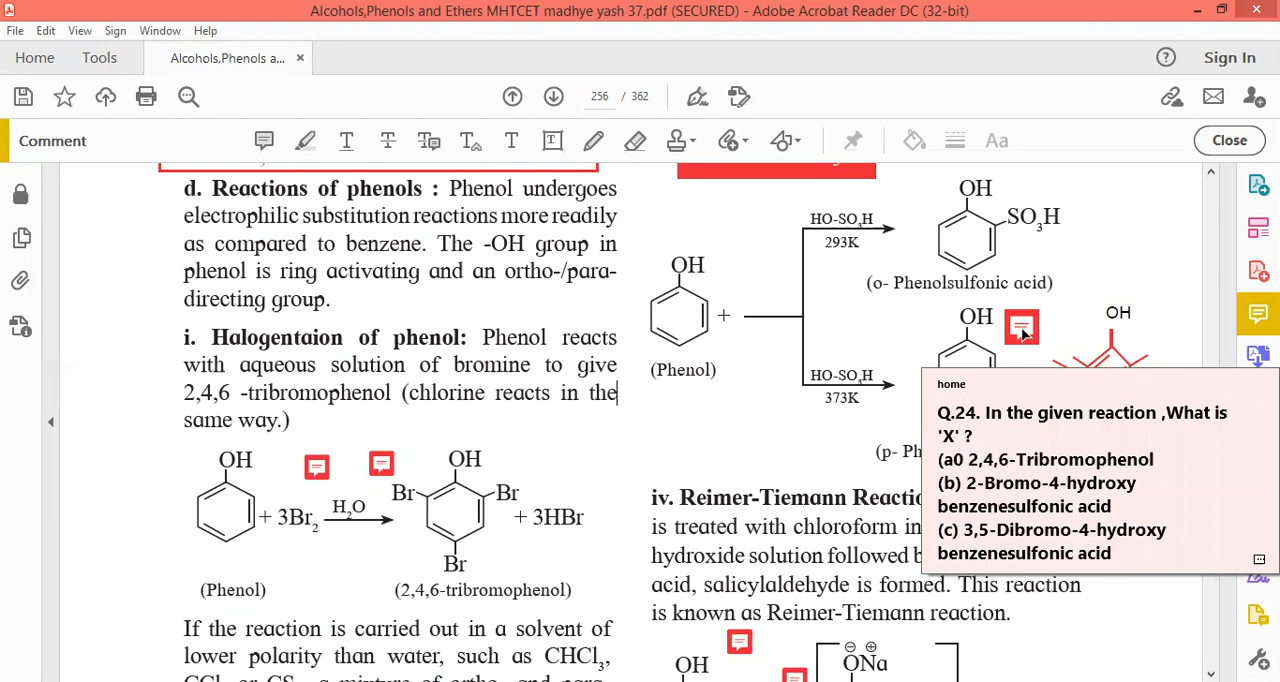 Alcohols,Phenols and Ethers MHTCET madhye yash 37.pdf (SECURED) - Adobe Acrobat Reader DC (32-bit)
File Edit View Sign Window Help
Home Tools Alcohols,Phenols a... × Sign In
256 / 362
Comment Close
d. Reactions of phenols : Phenol undergoes
electrophilic substitution reactions more readily
as compared to benzene. The -OH group in
phenol is ring activating and an ortho-/para-
directing group.
i. Halogentaion of phenol: Phenol reacts
with aqueous solution of bromine to give
2,4,6 -tribromophenol (chlorine reacts in the
same way.)
OH OH
Br Br
+ 3Br₂ H₂O + 3HBr
Br
(Phenol) (2,4,6-tribromophenol)
If the reaction is carried out in a solvent of
lower polarity than water, such as CHCl₃,
OH
HO-SO₃H SO₃H
293K
OH
(o- Phenolsulfonic acid)
+
OH OH
(Phenol)
HO-SO₃H
373K
(p- Ph
home
Q.24. In the given reaction ,What is
'X' ?
(a0 2,4,6-Tribromophenol
(b) 2-Bromo-4-hydroxy
benzenesulfonic acid
(c) 3,5-Dibromo-4-hydroxy
benzenesulfonic acid
iv. Reimer-Tiemann Reactio
is treated with chloroform in
hydroxide solution followed b
acid, salicylaldehyde is formed. This reaction
is known as Reimer-Tiemann reaction.
OH ONa